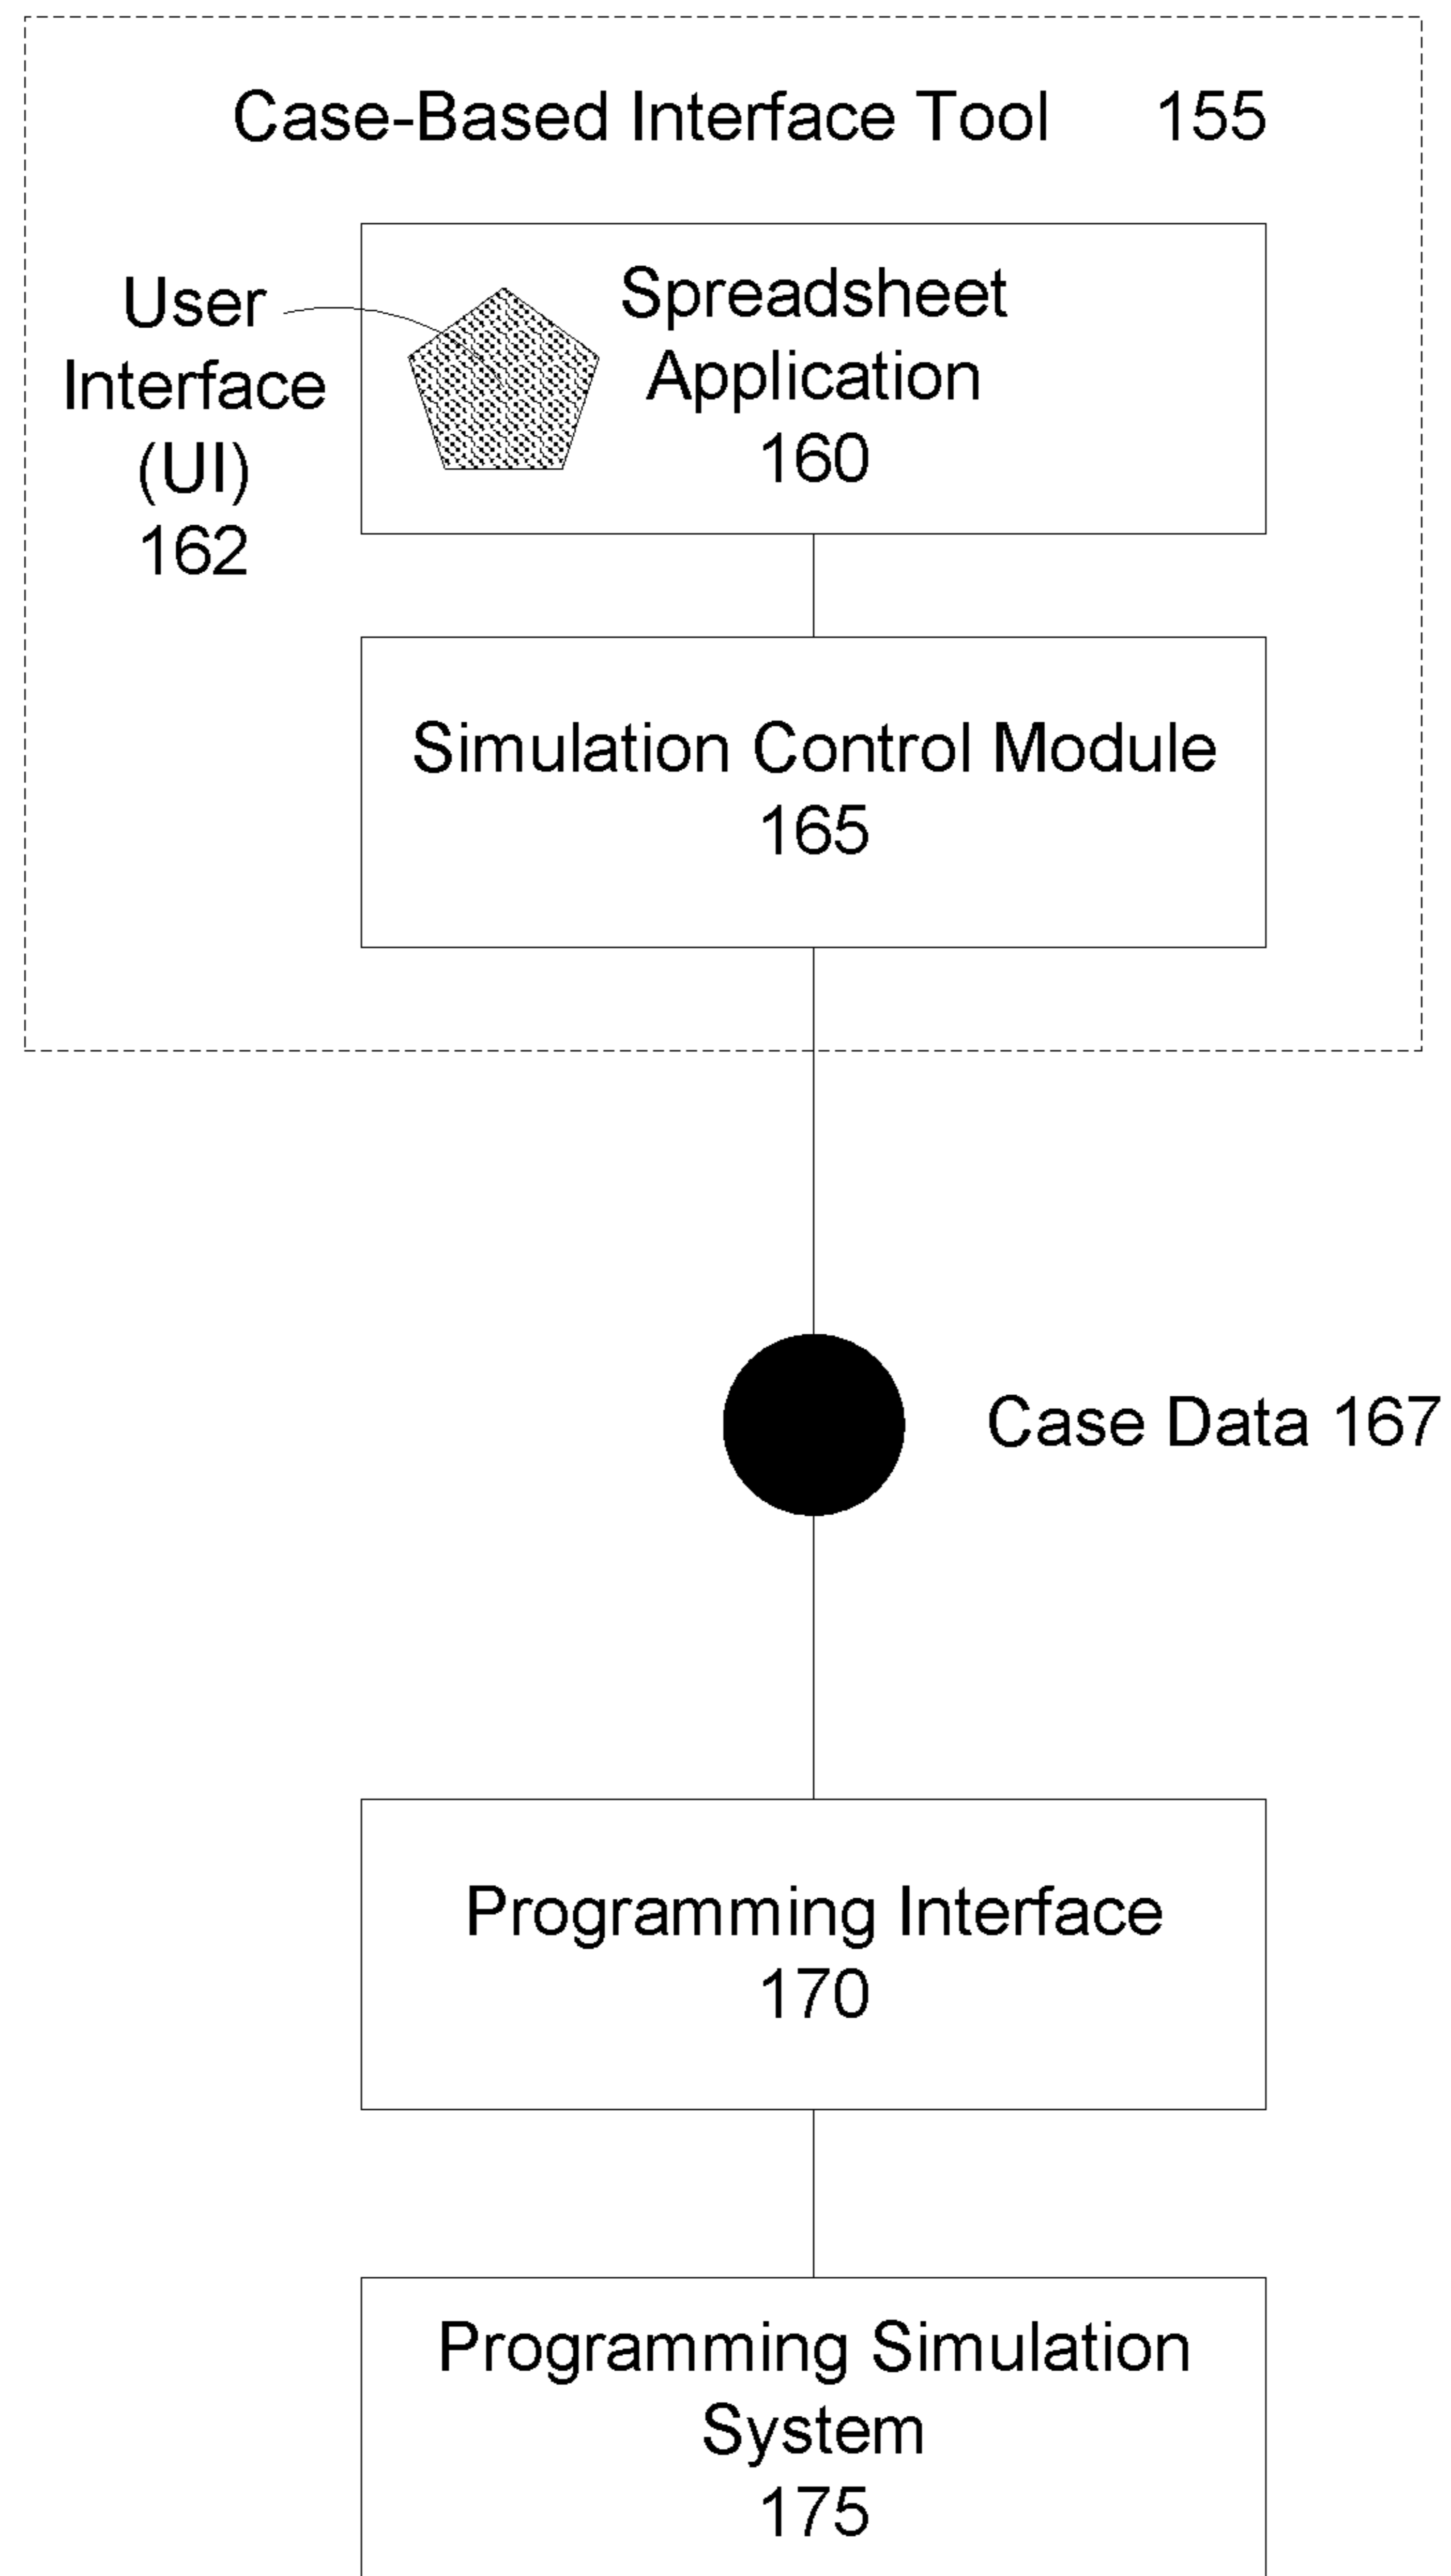 Case-Based Interface Tool 155
User
Interface
(UI)
162
Spreadsheet
Application
160
Simulation Control Module
165
Case Data 167
Programming Interface
170
Programming Simulation
System
175